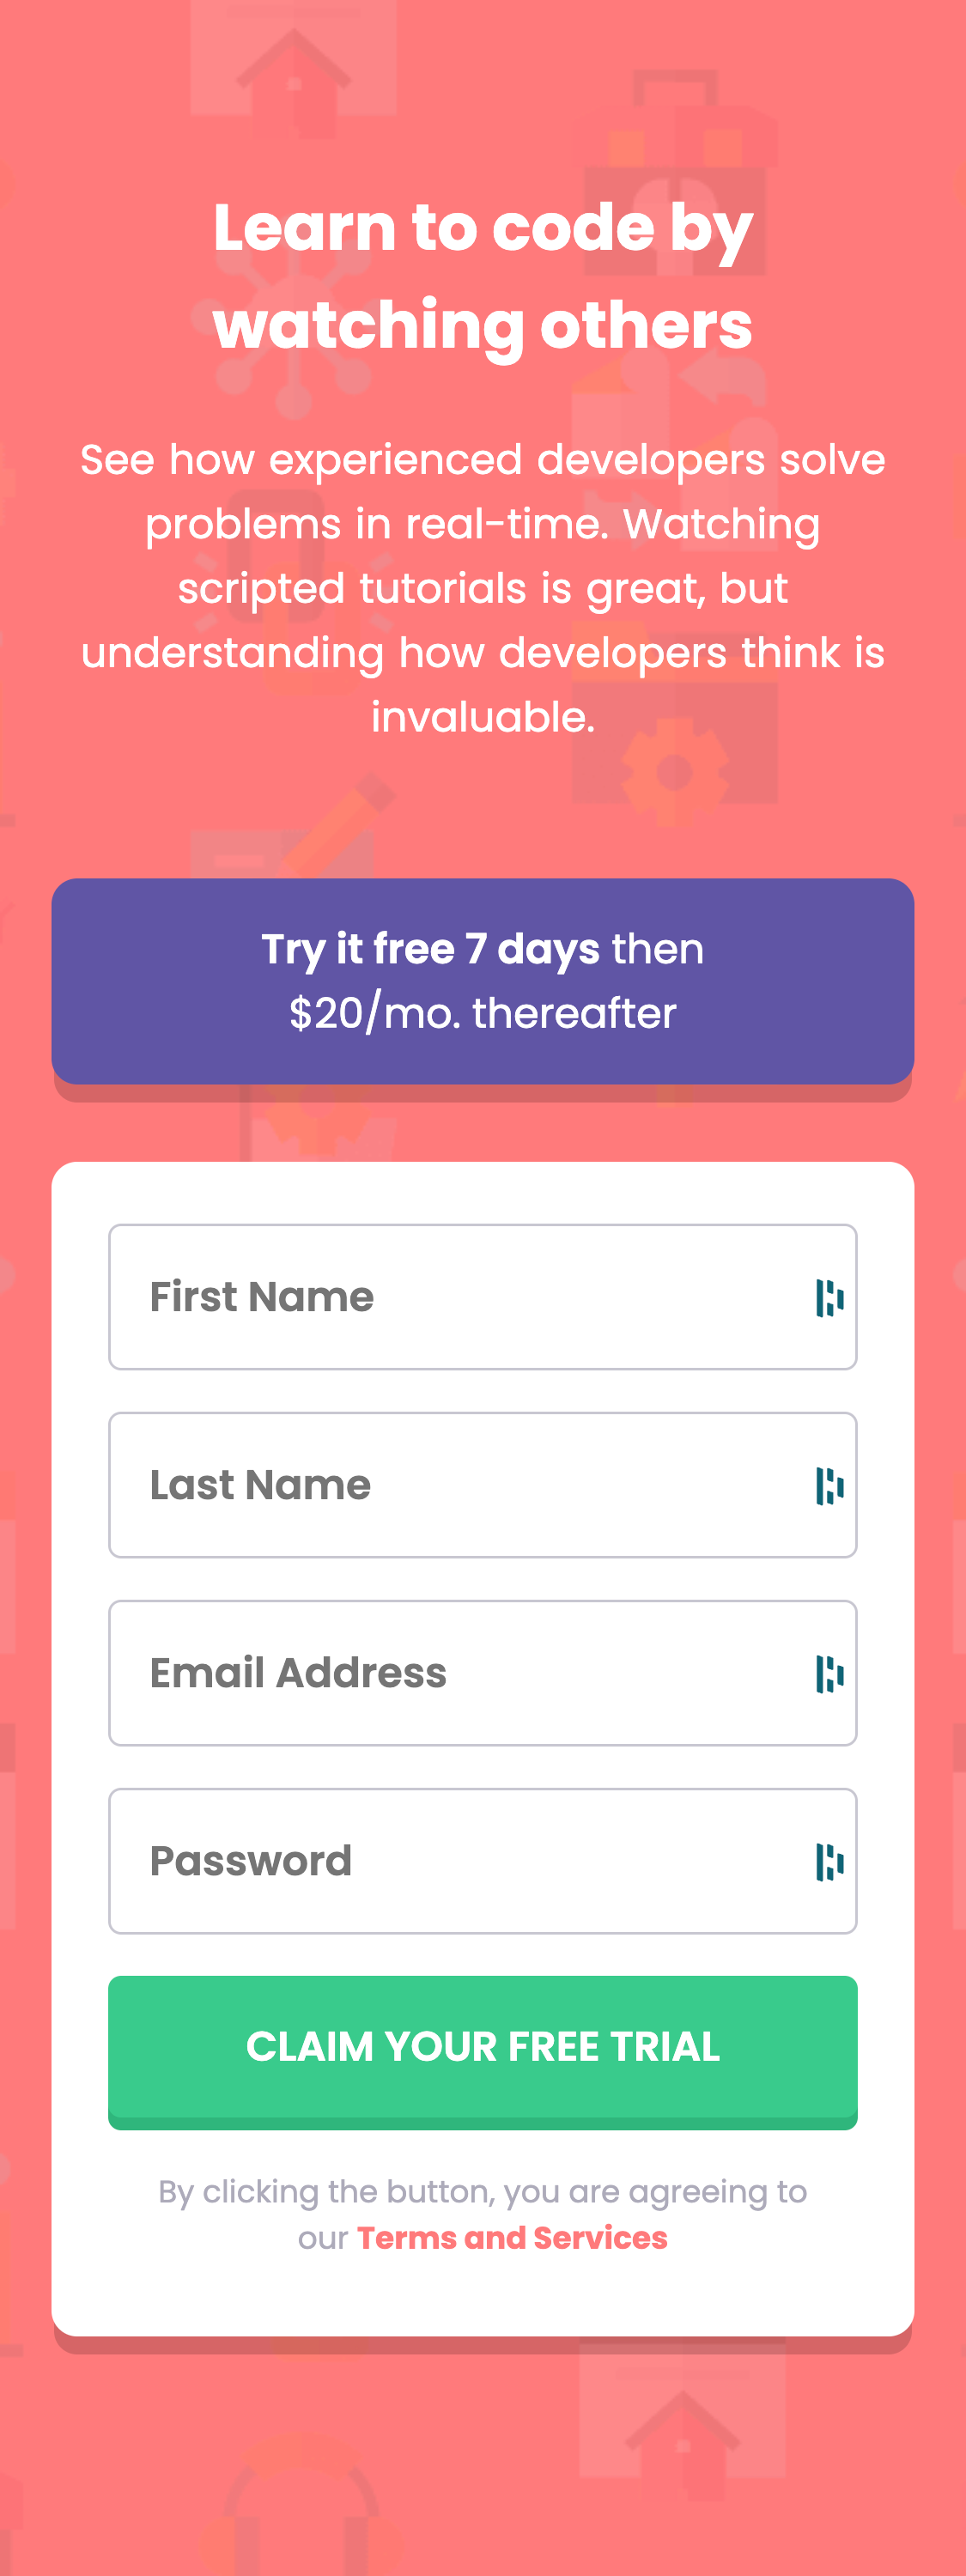 Learn to code by
watching others
See how experienced developers solve
problems in real-time. Watching
scripted tutorials is great, but
understanding how developers think is
invaluable.
Try it free 7 days then
$20/mo. thereafter
First Name
Last Name
Email Address
Password
CLAIM YOUR FREE TRIAL
By clicking the button, you are agreeing to
our Terms and Services